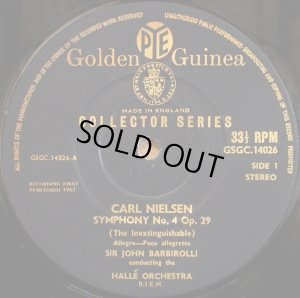 ALL RIGHTS OF THE MANUFACTURER AND OF THE OWNER OF THE RECORDED WORK RESERVED
UNAUTHORISED PUBLIC PERFORMANCE, BROADCASTING AND COPYING OF THIS RECORD PROHIBITED
PYE
Golden Guinea
MADE IN ENGLAND
COLLECTOR SERIES
SOLD OUT
33⅓ RPM
GSGC.14026
GSGC.14026-A
SIDE 1
STEREO
RECORDING FIRST
PUBLISHED 1963
CARL NIELSEN
SYMPHONY No. 4 Op. 29
(The Inextinguishable)
Allegro—Poco allegretto
SIR JOHN BARBIROLLI
conducting the
HALLÉ ORCHESTRA
B.I.E.M.